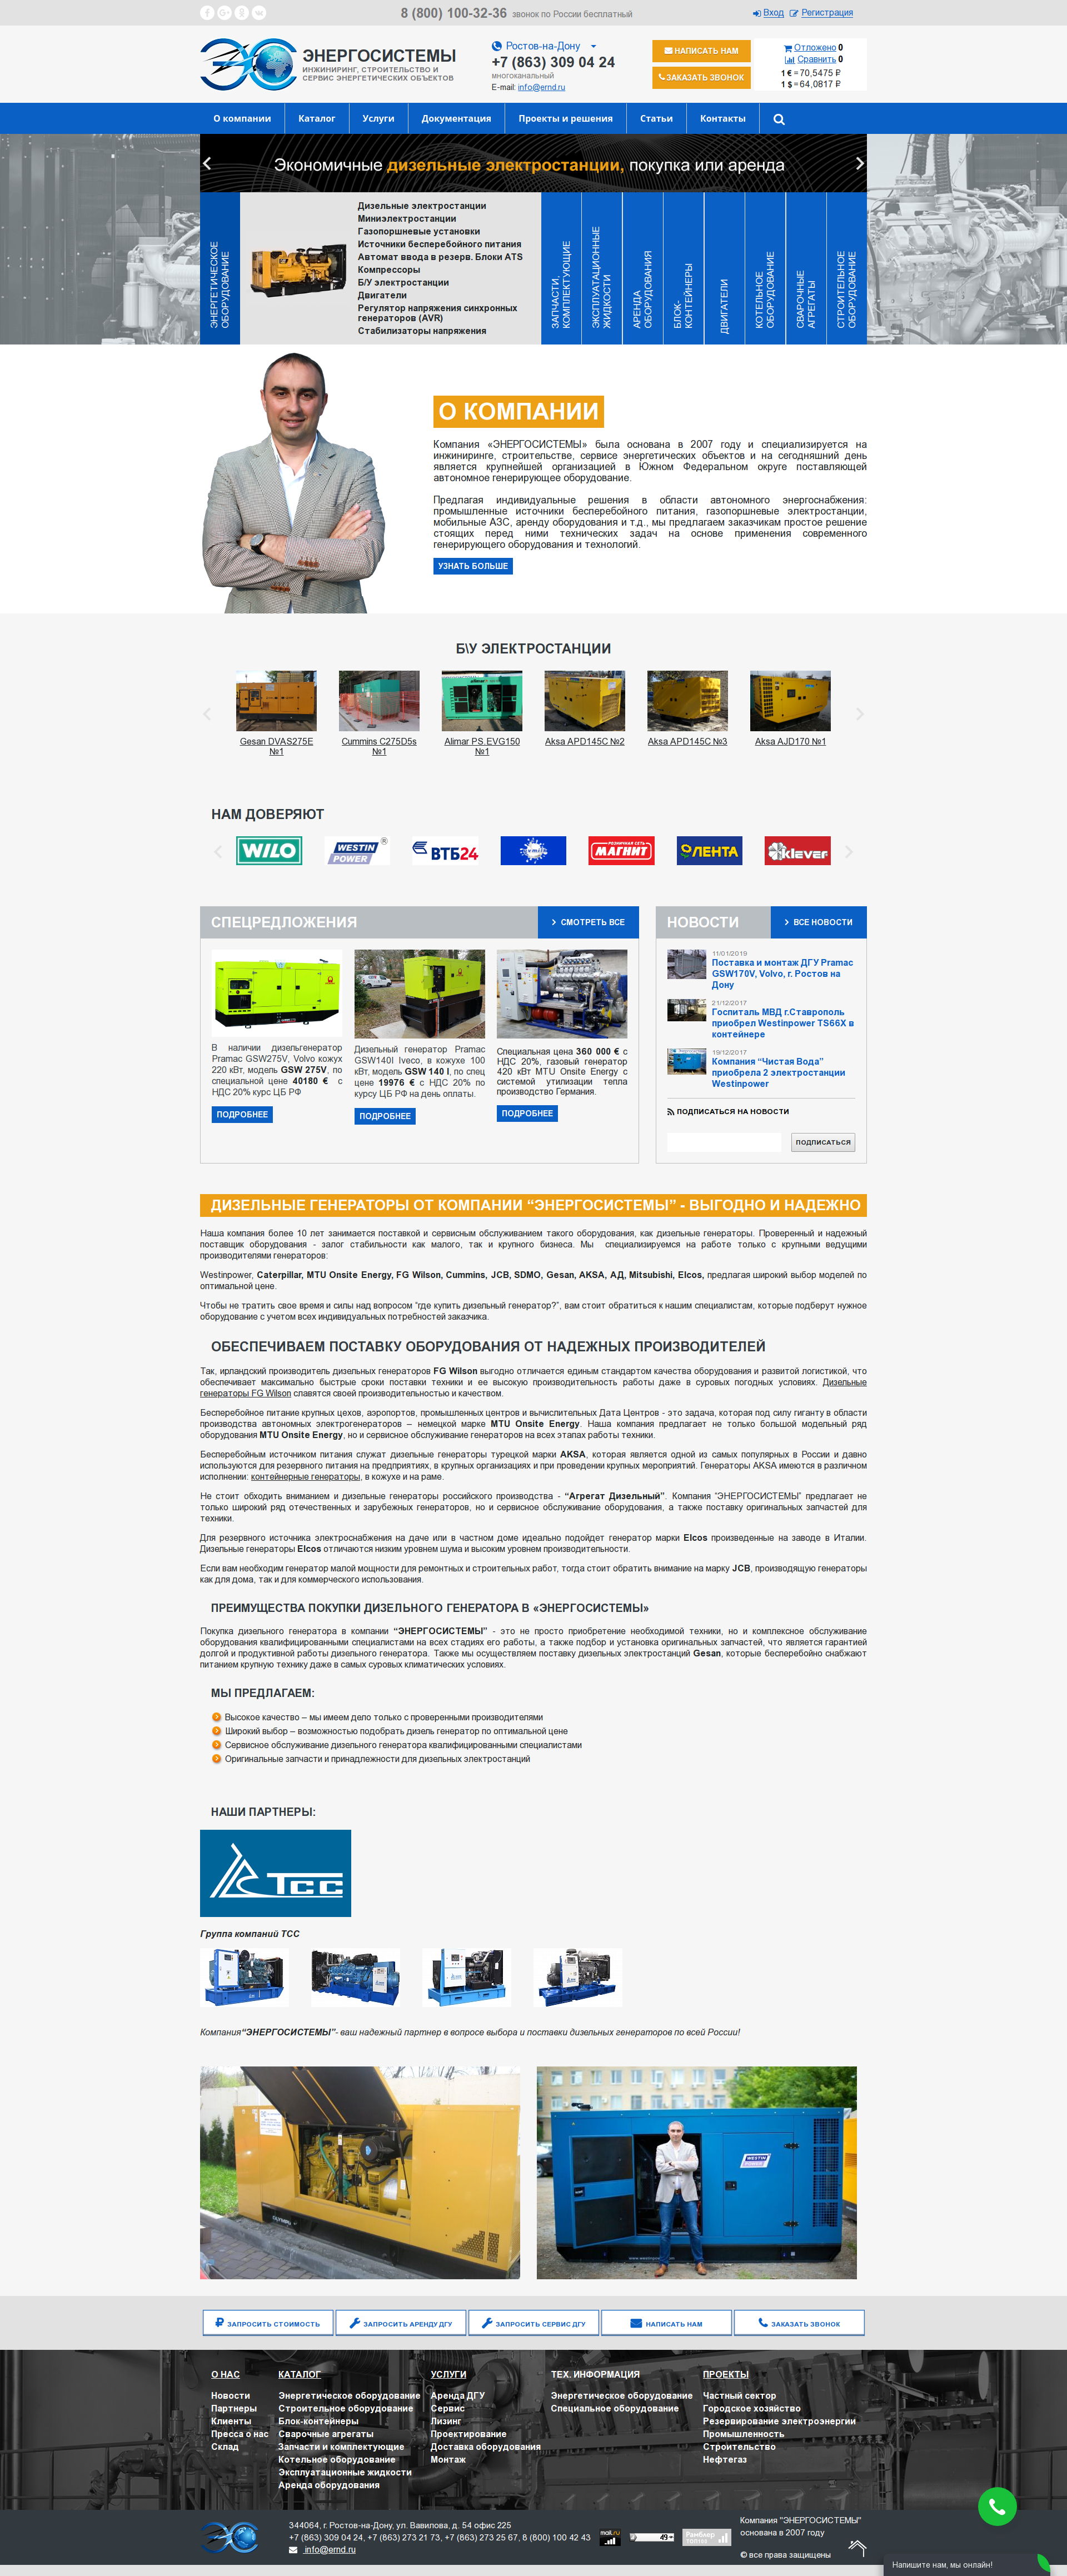 8 (800) 100-32-36 звонок по России бесплатный
Вход Регистрация
ЭНЕРГОСИСТЕМЫ
ИНЖИНИРИНГ, СТРОИТЕЛЬСТВО И
СЕРВИС ЭНЕРГЕТИЧЕСКИХ ОБЪЕКТОВ
Ростов-на-Дону
+7 (863) 309 04 24
многоканальный
E-mail: info@ernd.ru
НАПИСАТЬ НАМ
ЗАКАЗАТЬ ЗВОНОК
Отложено 0
Сравнить 0
1 € = 70,5475 ₽
1 $ = 64,0817 ₽
О компании
Каталог
Услуги
Документация
Проекты и решения
Статьи
Контакты
Экономичные дизельные электростанции, покупка или аренда
ЭНЕРГЕТИЧЕСКОЕ
ОБОРУДОВАНИЕ
Дизельные электростанции
Миниэлектростанции
Газопоршневые установки
Источники бесперебойного питания
Автомат ввода в резерв. Блоки ATS
Компрессоры
Б/У электростанции
Двигатели
Регулятор напряжения синхронных
генераторов (AVR)
Стабилизаторы напряжения
ЗАПЧАСТИ,
КОМПЛЕКТУЮЩИЕ
ЭКСПЛУАТАЦИОННЫЕ
ЖИДКОСТИ
АРЕНДА
ОБОРУДОВАНИЯ
БЛОК-
КОНТЕЙНЕРЫ
ДВИГАТЕЛИ
КОТЕЛЬНОЕ
ОБОРУДОВАНИЕ
СВАРОЧНЫЕ
АГРЕГАТЫ
СТРОИТЕЛЬНОЕ
ОБОРУДОВАНИЕ
О КОМПАНИИ
Компания «ЭНЕРГОСИСТЕМЫ» была основана в 2007 году и специализируется на
инжиниринге, строительстве, сервисе энергетических объектов и на сегодняшний день
является крупнейшей организацией в Южном Федеральном округе поставляющей
автономное генерирующее оборудование.
Предлагая индивидуальные решения в области автономного энергоснабжения:
промышленные источники бесперебойного питания, газопоршневые электростанции,
мобильные АЗС, аренду оборудования и т.д., мы предлагаем заказчикам простое решение
стоящих перед ними технических задач на основе применения современного
генерирующего оборудования и технологий.
УЗНАТЬ БОЛЬШЕ
Б\У ЭЛЕКТРОСТАНЦИИ
Gesan DVAS275E
№1
Cummins C275D5s
№1
Alimar PS.EVG150
№1
Aksa APD145C №2
Aksa APD145C №3
Aksa AJD170 №1
НАМ ДОВЕРЯЮТ
WILO
WESTIN
POWER
ВТБ24
РОЗНИЧНАЯ СЕТЬ
МАГНИТ
ЛЕНТА
Klever
СПЕЦПРЕДЛОЖЕНИЯ
СМОТРЕТЬ ВСЕ
В наличии дизельгенератор
Pramac GSW275V, Volvo кожух
220 кВт, модель GSW 275V, по
специальной цене 40180 € с
НДС 20% курс ЦБ РФ
ПОДРОБНЕЕ
Дизельный генератор Pramac
GSW140I Iveco, в кожухе 100
кВт, модель GSW 140 I, по спец
цене 19976 € с НДС 20% по
курсу ЦБ РФ на день оплаты.
ПОДРОБНЕЕ
Специальная цена 360 000 € с
НДС 20%, газовый генератор
420 кВт MTU Onsite Energy с
системой утилизации тепла
производство Германия.
ПОДРОБНЕЕ
НОВОСТИ
ВСЕ НОВОСТИ
11/01/2019
Поставка и монтаж ДГУ Pramac
GSW170V, Volvo, г. Ростов на
Дону
21/12/2017
Госпиталь МВД г.Ставрополь
приобрел Westinpower TS66X в
контейнере
19/12/2017
Компания “Чистая Вода”
приобрела 2 электростанции
Westinpower
ПОДПИСАТЬСЯ НА НОВОСТИ
ПОДПИСАТЬСЯ
ДИЗЕЛЬНЫЕ ГЕНЕРАТОРЫ ОТ КОМПАНИИ “ЭНЕРГОСИСТЕМЫ” - ВЫГОДНО И НАДЕЖНО
Наша компания более 10 лет занимается поставкой и сервисным обслуживанием такого оборудования, как дизельные генераторы. Проверенный и надежный
поставщик оборудования - залог стабильности как малого, так и крупного бизнеса. Мы специализируемся на работе только с крупными ведущими
производителями генераторов:
Westinpower, Caterpillar, MTU Onsite Energy, FG Wilson, Cummins, JCB, SDMO, Gesan, AKSA, АД, Mitsubishi, Elcos, предлагая широкий выбор моделей по
оптимальной цене.
Чтобы не тратить свое время и силы над вопросом “где купить дизельный генератор?”, вам стоит обратиться к нашим специалистам, которые подберут нужное
оборудование с учетом всех индивидуальных потребностей заказчика.
ОБЕСПЕЧИВАЕМ ПОСТАВКУ ОБОРУДОВАНИЯ ОТ НАДЕЖНЫХ ПРОИЗВОДИТЕЛЕЙ
Так, ирландский производитель дизельных генераторов FG Wilson выгодно отличается единым стандартом качества оборудования и развитой логистикой, что
обеспечивает максимально быстрые сроки поставки техники и ее высокую производительность работы даже в суровых погодных условиях. Дизельные
генераторы FG Wilson славятся своей производительностью и качеством.
Бесперебойное питание крупных цехов, аэропортов, промышленных центров и вычислительных Дата Центров - это задача, которая под силу гиганту в области
производства автономных электрогенераторов – немецкой марке MTU Onsite Energy. Наша компания предлагает не только большой модельный ряд
оборудования MTU Onsite Energy, но и сервисное обслуживание генераторов на всех этапах работы техники.
Бесперебойным источником питания служат дизельные генераторы турецкой марки AKSA, которая является одной из самых популярных в России и давно
используются для резервного питания на предприятиях, в крупных организациях и при проведении крупных мероприятий. Генераторы AKSA имеются в различном
исполнении: контейнерные генераторы, в кожухе и на раме.
Не стоит обходить вниманием и дизельные генераторы российского производства - “Агрегат Дизельный”. Компания “ЭНЕРГОСИСТЕМЫ” предлагает не
только широкий ряд отечественных и зарубежных генераторов, но и сервисное обслуживание оборудования, а также поставку оригинальных запчастей для
техники.
Для резервного источника электроснабжения на даче или в частном доме идеально подойдет генератор марки Elcos произведенные на заводе в Италии.
Дизельные генераторы Elcos отличаются низким уровнем шума и высоким уровнем производительности.
Если вам необходим генератор малой мощности для ремонтных и строительных работ, тогда стоит обратить внимание на марку JCB, производящую генераторы
как для дома, так и для коммерческого использования.
ПРЕИМУЩЕСТВА ПОКУПКИ ДИЗЕЛЬНОГО ГЕНЕРАТОРА В «ЭНЕРГОСИСТЕМЫ»
Покупка дизельного генератора в компании “ЭНЕРГОСИСТЕМЫ” - это не просто приобретение необходимой техники, но и комплексное обслуживание
оборудования квалифицированными специалистами на всех стадиях его работы, а также подбор и установка оригинальных запчастей, что является гарантией
долгой и продуктивной работы дизельного генератора. Также мы осуществляем поставку дизельных электростанций Gesan, которые бесперебойно снабжают
питанием крупную технику даже в самых суровых климатических условиях.
МЫ ПРЕДЛАГАЕМ:
Высокое качество – мы имеем дело только с проверенными производителями
Широкий выбор – возможностью подобрать дизель генератор по оптимальной цене
Сервисное обслуживание дизельного генератора квалифицированными специалистами
Оригинальные запчасти и принадлежности для дизельных электростанций
НАШИ ПАРТНЕРЫ:
ТСС
Группа компаний ТСС
Компания“ЭНЕРГОСИСТЕМЫ”- ваш надежный партнер в вопросе выбора и поставки дизельных генераторов по всей России!
OLYMPIAN
WESTIN
ЗАПРОСИТЬ СТОИМОСТЬ
ЗАПРОСИТЬ АРЕНДУ ДГУ
ЗАПРОСИТЬ СЕРВИС ДГУ
НАПИСАТЬ НАМ
ЗАКАЗАТЬ ЗВОНОК
О НАС
Новости
Партнеры
Клиенты
Пресса о нас
Склад
КАТАЛОГ
Энергетическое оборудование
Строительное оборудование
Блок-контейнеры
Сварочные агрегаты
Запчасти и комплектующие
Котельное оборудование
Эксплуатационные жидкости
Аренда оборудования
УСЛУГИ
Аренда ДГУ
Сервис
Лизинг
Проектирование
Доставка оборудования
Монтаж
ТЕХ. ИНФОРМАЦИЯ
Энергетическое оборудование
Специальное оборудование
ПРОЕКТЫ
Частный сектор
Городское хозяйство
Резервирование электроэнергии
Промышленность
Строительство
Нефтегаз
344064, г. Ростов-на-Дону, ул. Вавилова, д. 54 офис 225
+7 (863) 309 04 24, +7 (863) 273 21 73, +7 (863) 273 25 67, 8 (800) 100 42 43
info@ernd.ru
mail.ru
49
Рамблер
ТОП100
Компания "ЭНЕРГОСИСТЕМЫ"
основана в 2007 году
© все права защищены
Напишите нам, мы онлайн!